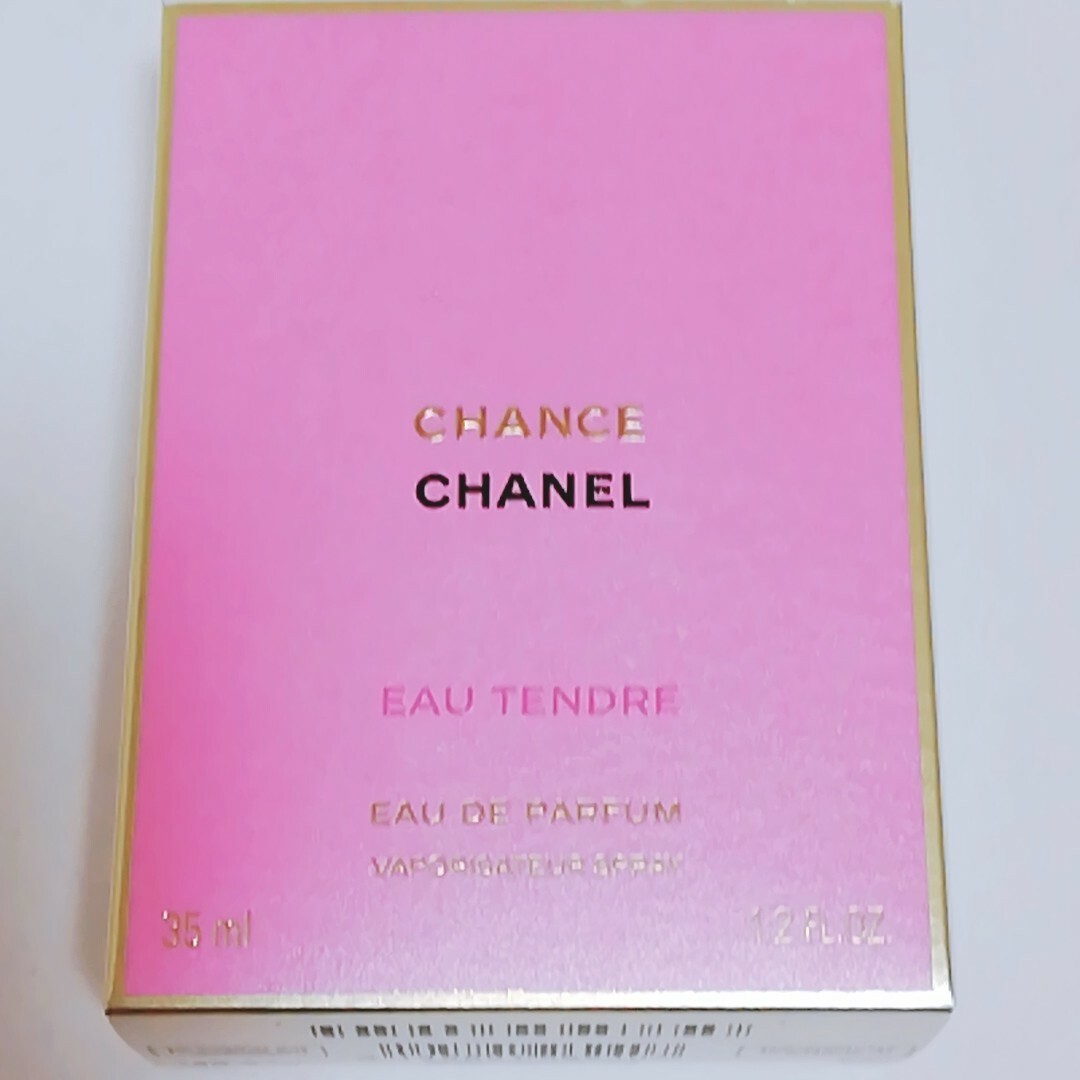 CHANCE
CHANEL
EAU TENDRE
EAU DE PARFUM
VAPORISATEUR SPRAY
35 ml 1.2 FL. OZ.